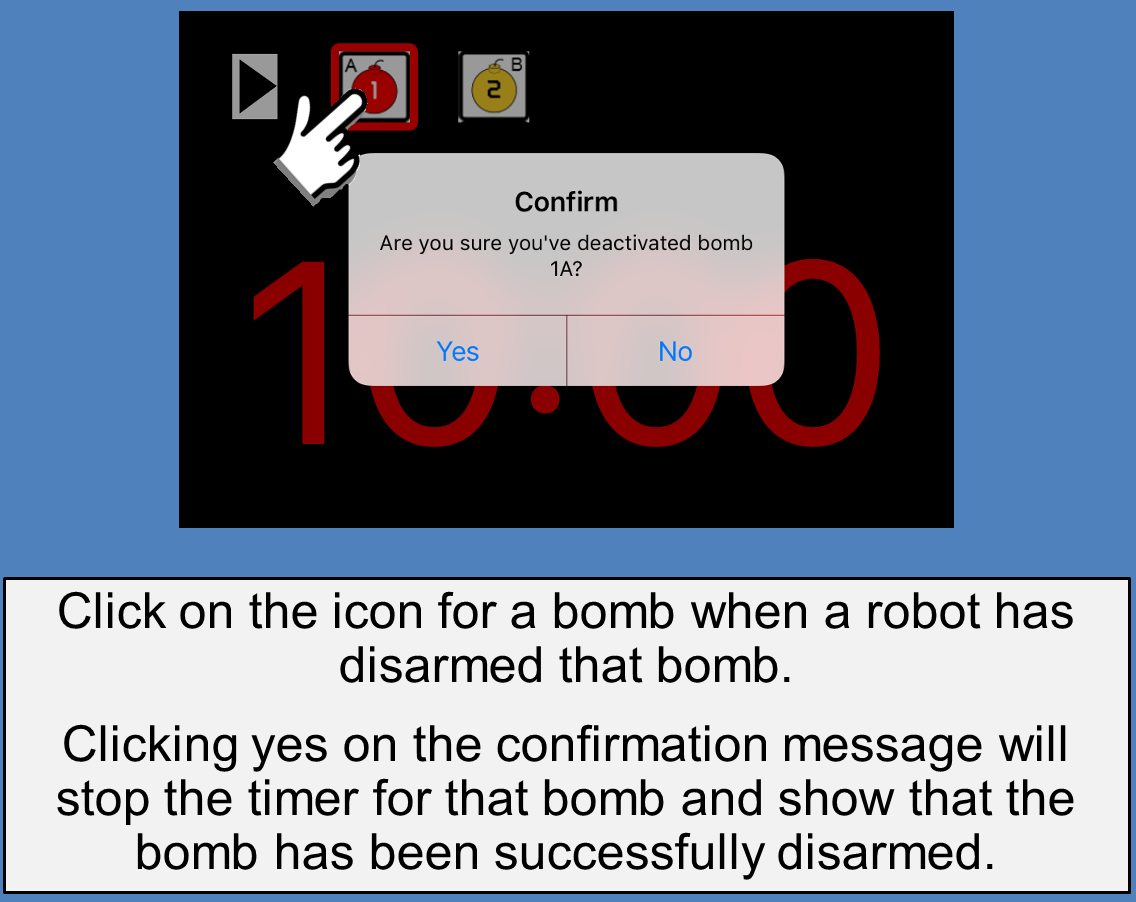 A 1
2 B
Confirm
Are you sure you've deactivated bomb
1A?
Yes No
10:00
Click on the icon for a bomb when a robot has
disarmed that bomb.
Clicking yes on the confirmation message will
stop the timer for that bomb and show that the
bomb has been successfully disarmed.